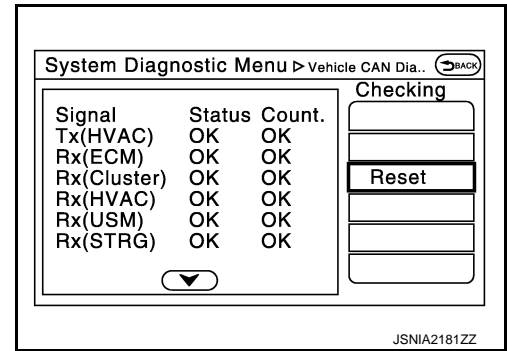 System Diagnostic Menu ▷ Vehicle CAN Dia.. BACK
Checking
Signal Status Count.
Tx(HVAC) OK OK
Rx(ECM) OK OK
Rx(Cluster) OK OK
Rx(HVAC) OK OK
Rx(USM) OK OK
Rx(STRG) OK OK
Reset
JSNIA2181ZZ